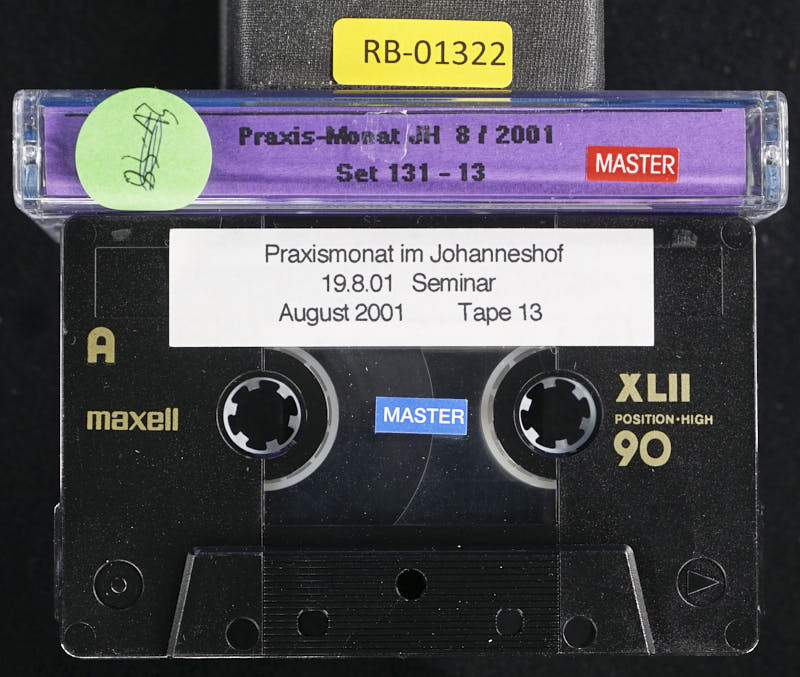 RB-01322
Praxis-Monat JH 8 / 2001
Set 131 - 13
MASTER
Praxismonat im Johanneshof
19.8.01 Seminar
August 2001 Tape 13
A
maxell
MASTER
XLII
POSITION·HIGH
90